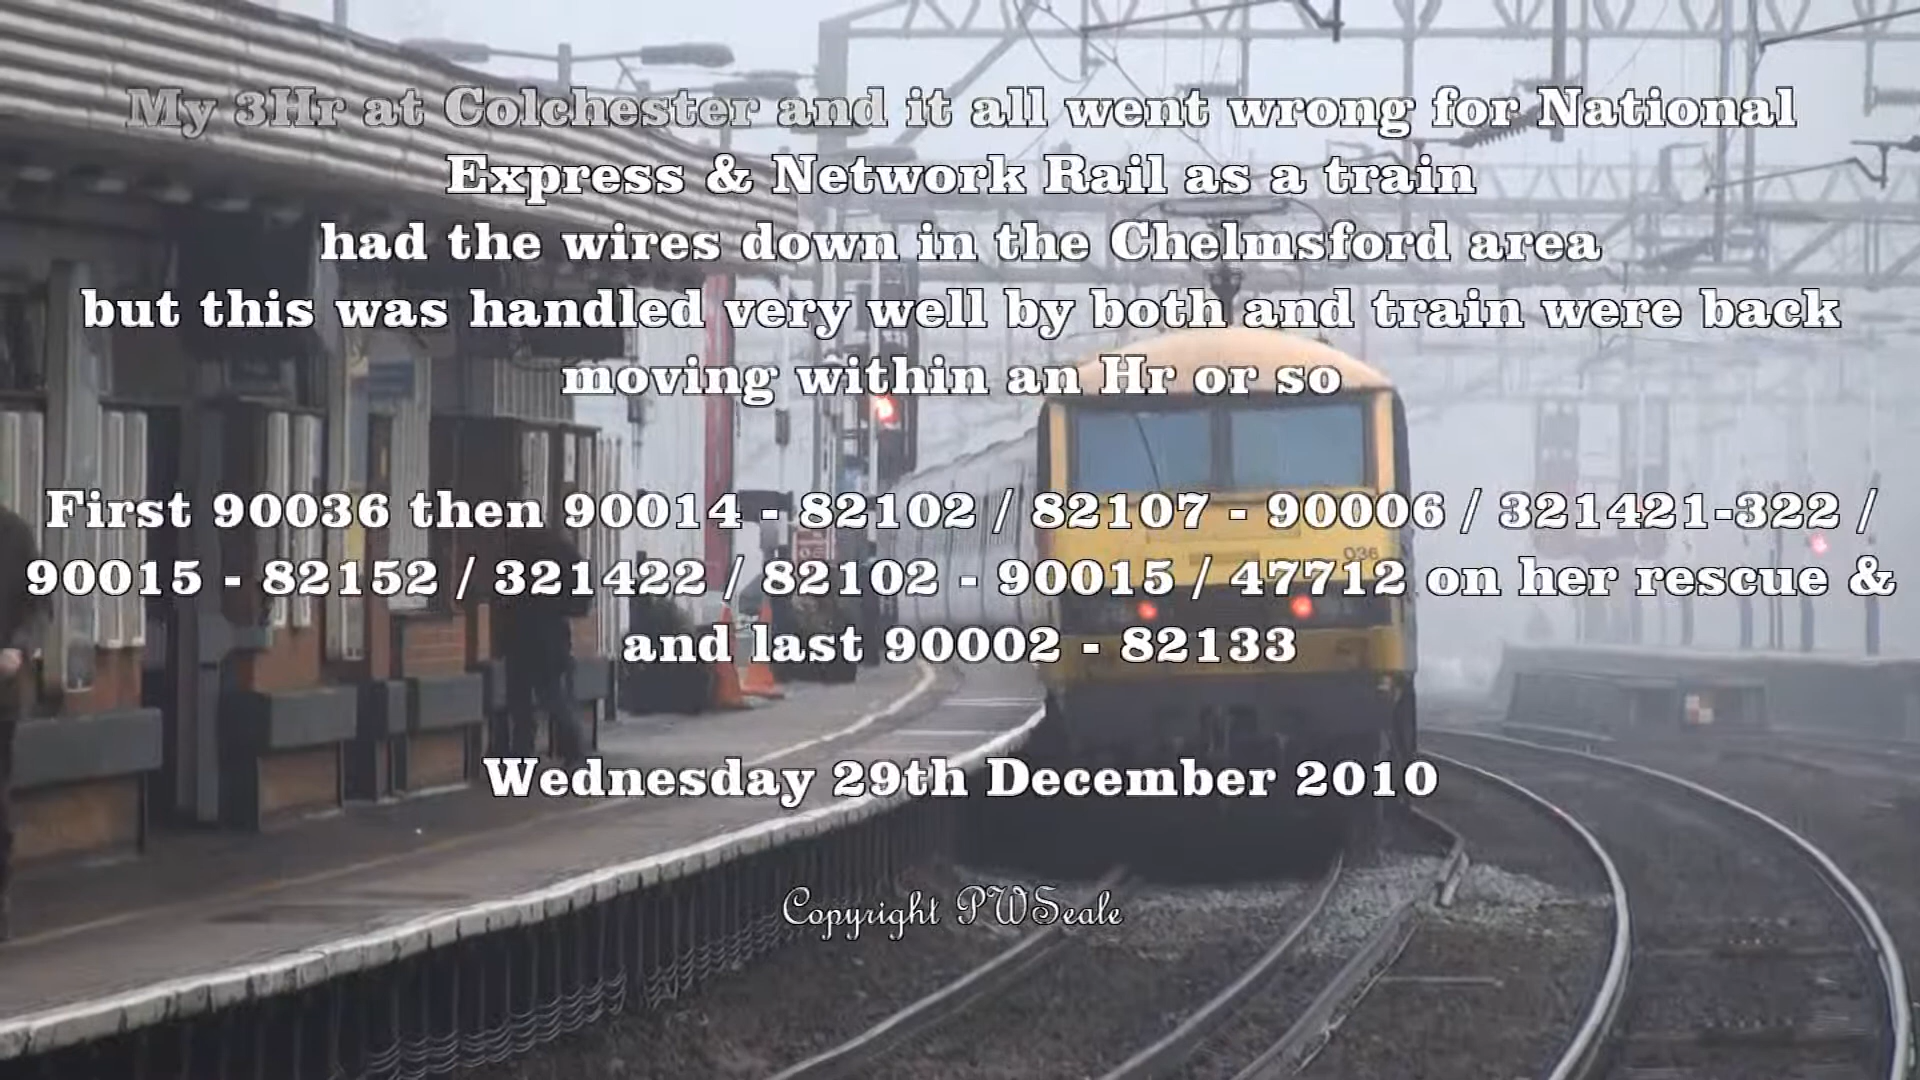 My 3Hr at Colchester and it all went wrong for National
Express & Network Rail as a train
had the wires down in the Chelmsford area
but this was handled very well by both and train were back
moving within an Hr or so
First 90036 then 90014 - 82102 / 82107 - 90006 / 321421-322 /
90015 - 82152 / 321422 / 82102 - 90015 / 47712 on her rescue &
and last 90002 - 82133
036
Wednesday 29th December 2010
Copyright PWSeale